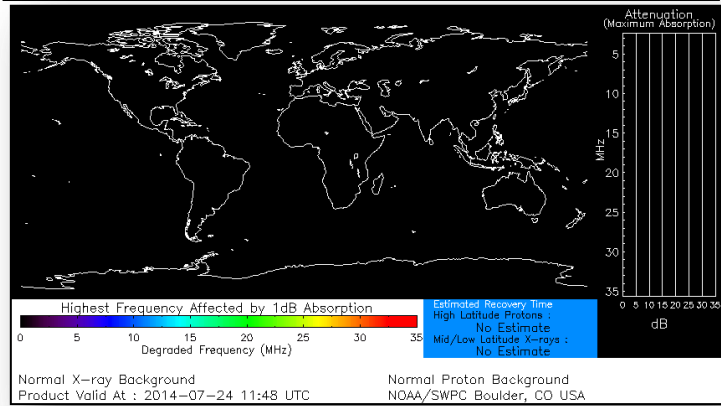 Attenuation
(Maximum Absorption)
5
10
15
20
25
30
35
MHz
0 5 10 15 20 25 30 35
dB
Highest Frequency Affected by 1dB Absorption
0 5 10 15 20 25 30 35
Degraded Frequency (MHz)
Estimated Recovery Time
High Latitude Protons :
No Estimate
Mid/Low Latitude X-rays :
No Estimate
Normal X-ray Background
Product Valid At : 2014-07-24 11:48 UTC
Normal Proton Background
NOAA/SWPC Boulder, CO USA